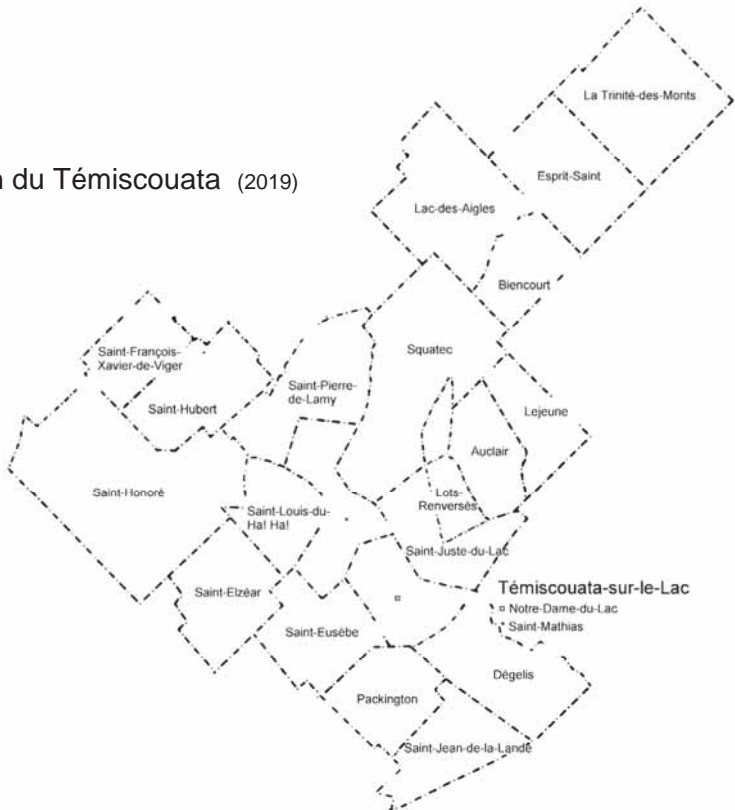 La Trinité-des-Monts
du Témiscouata (2019)
Esprit-Saint
Lac-des-Aigles
Biencourt
Saint-François-
Xavier-de-Viger
Squatec
Saint-Pierre-
de-Lamy
Saint-Hubert
Lejeune
Auclair
Saint-Honoré
Lots-
Renversés
Saint-Louis-du-
Ha! Ha!
Saint-Juste-du-Lac
Témiscouata-sur-le-Lac
Saint-Elzéar
Notre-Dame-du-Lac
Saint-Mathias
Saint-Eusèbe
Dégelis
Packington
Saint-Jean-de-la-Lande